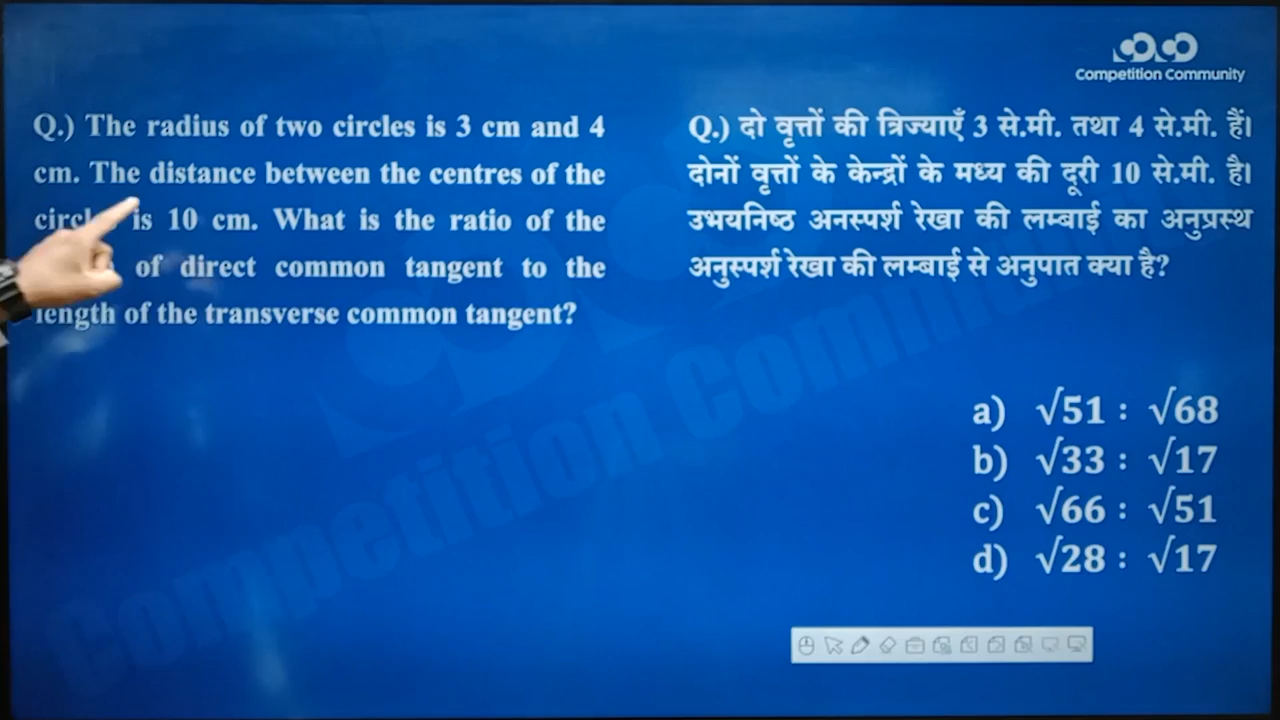 Competition Community
Q.) The radius of two circles is 3 cm and 4
cm. The distance between the centres of the
is 10 cm. What is the ratio of the
of direct common tangent to the
length of the transverse common tangent?
Q.) दो वृत्तों की त्रिज्याएँ 3 से.मी. तथा 4 से.मी. हैं।
दोनों वृत्तों के केन्द्रों के मध्य की दूरी 10 से.मी. है।
उभयनिष्ठ अनस्पर्श रेखा की लम्बाई का अनुप्रस्थ
अनुस्पर्श रेखा की लम्बाई से अनुपात क्या है?
a) √51 : √68
b) √33 : √17
c) √66 : √51
d) √28 : √17
Competition Community